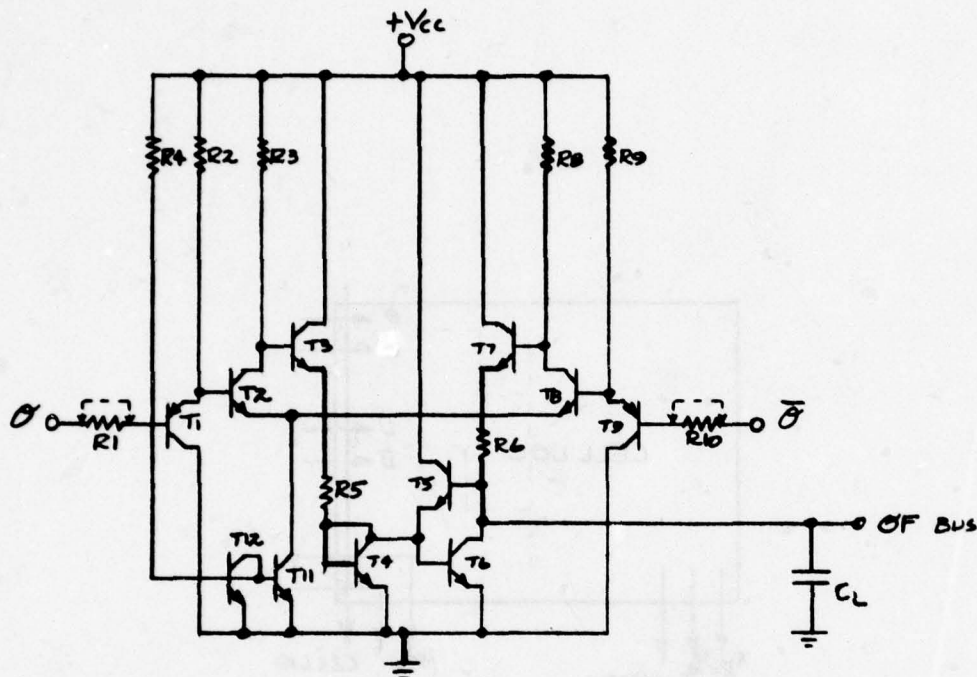 +Vcc
R4 R2 R3 R8 R9
T3 T7
T2 T8
Ø R1 T1 T9 R10 Ø̄
R6
R5 T5
ØF BUS
T12 T11 T4 T6
CL